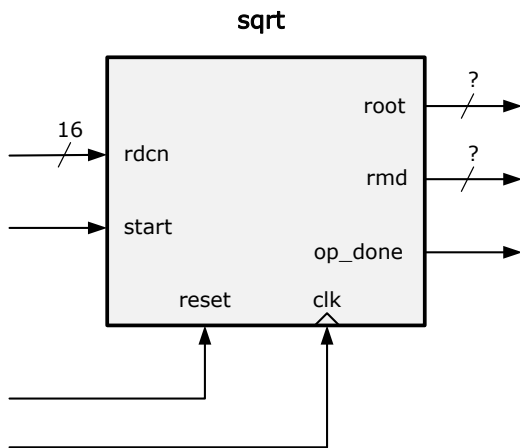 sqrt
?
root
16
rdcn
?
rmd
start
op_done
reset
clk